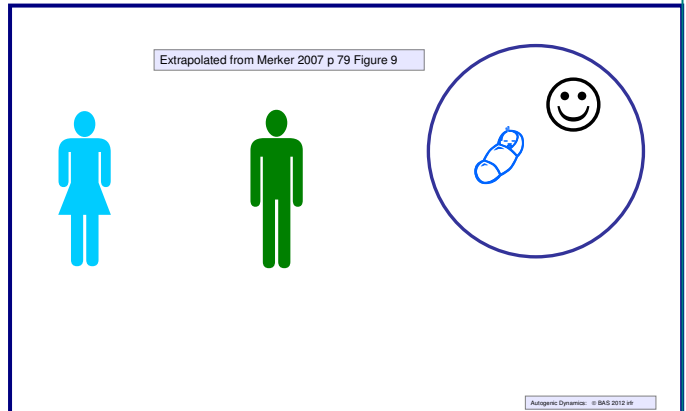 Extrapolated from Merker 2007 p 79 Figure 9
Autogenic Dynamics: © BAS 2012 irfr